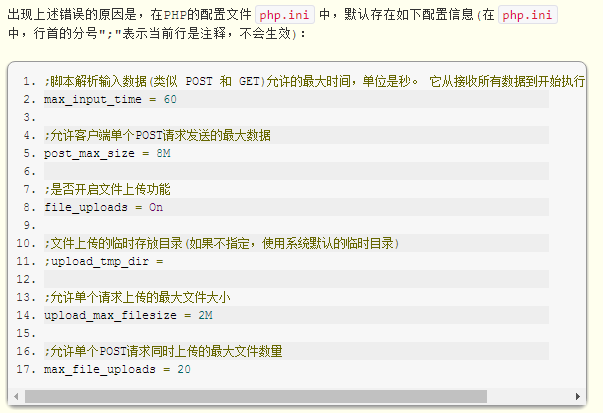 出现上述错误的原因是，在PHP的配置文件 php.ini 中，默认存在如下配置信息(在 php.ini
中，行首的分号";"表示当前行是注释，不会生效)：
1. ;脚本解析输入数据(类似 POST 和 GET)允许的最大时间，单位是秒。 它从接收所有数据到开始执行
2. max_input_time = 60
3.
4. ;允许客户端单个POST请求发送的最大数据
5. post_max_size = 8M
6.
7. ;是否开启文件上传功能
8. file_uploads = On
9.
10. ;文件上传的临时存放目录(如果不指定，使用系统默认的临时目录)
11. ;upload_tmp_dir =
12.
13. ;允许单个请求上传的最大文件大小
14. upload_max_filesize = 2M
15.
16. ;允许单个POST请求同时上传的最大文件数量
17. max_file_uploads = 20